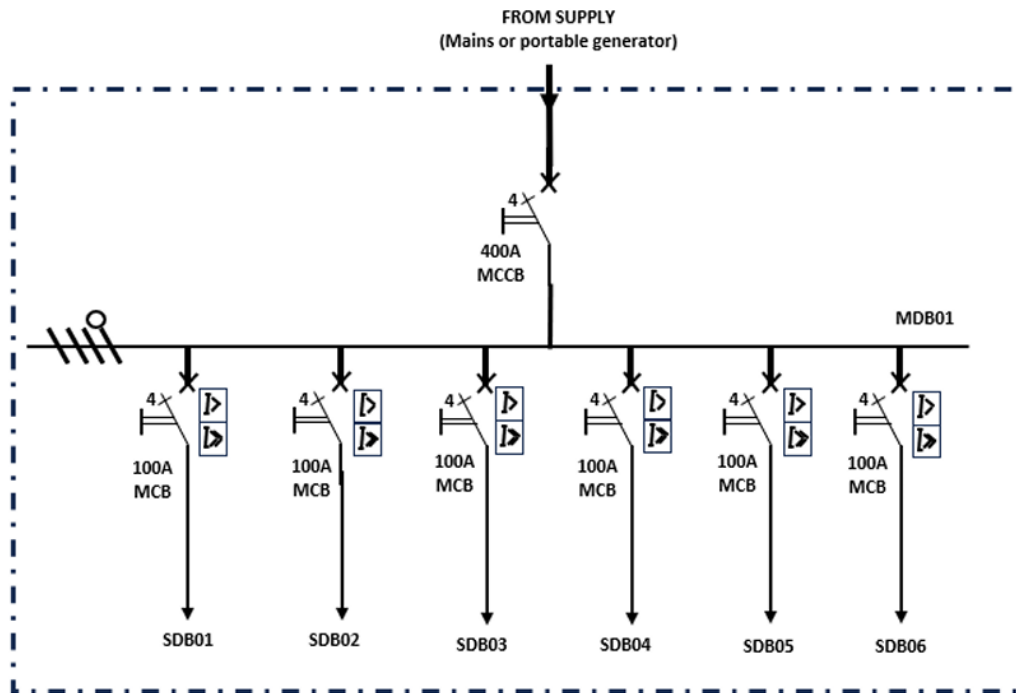 FROM SUPPLY
(Mains or portable generator)
4
400A
MCCB
MDB01
4
I>
I>>
100A
MCB
4
I>
I>>
100A
MCB
4
I>
I>>
100A
MCB
4
I>
I>>
100A
MCB
4
I>
I>>
100A
MCB
4
I>
I>>
100A
MCB
SDB01
SDB02
SDB03
SDB04
SDB05
SDB06